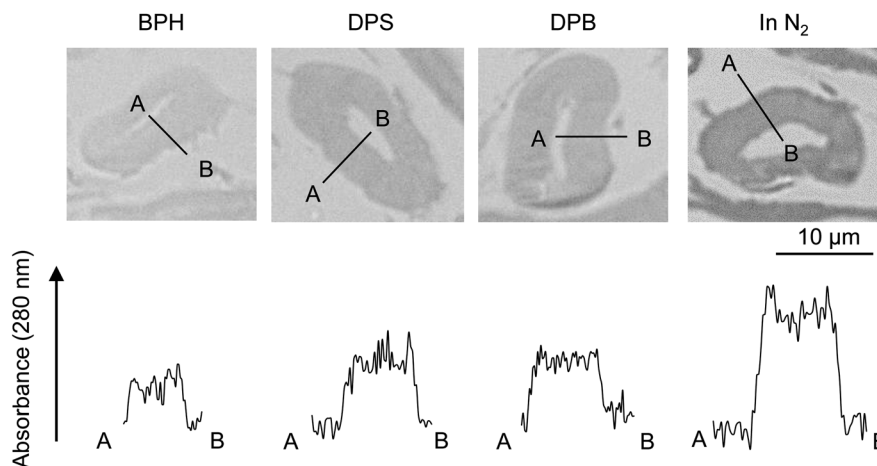 BPH DPS DPB In N₂
A B
B A
A B
A B
10 µm
Absorbance (280 nm)
A B A B A B A B